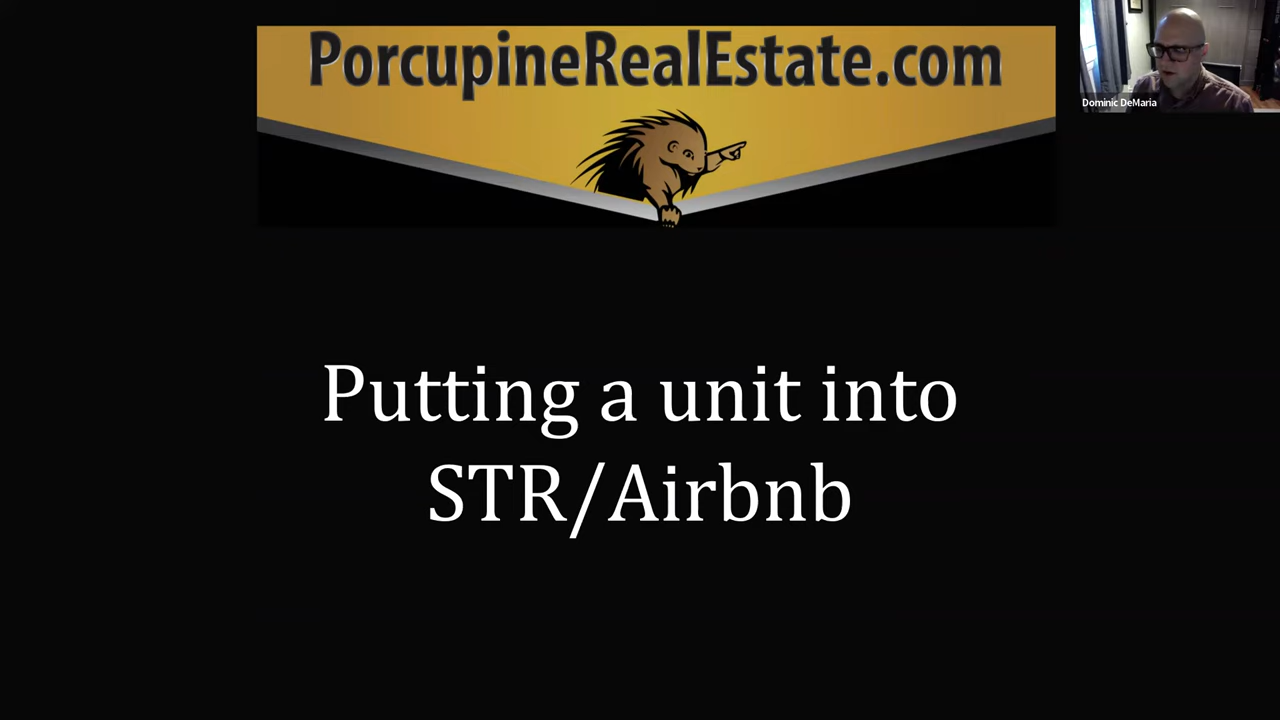 PorcupineRealEstate.com
Dominic DeMaria
Putting a unit into
STR/Airbnb